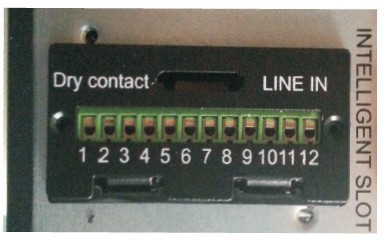 Dry contact LINE IN
1 2 3 4 5 6 7 8 9 10 11 12
INTELLIGENT SLOT